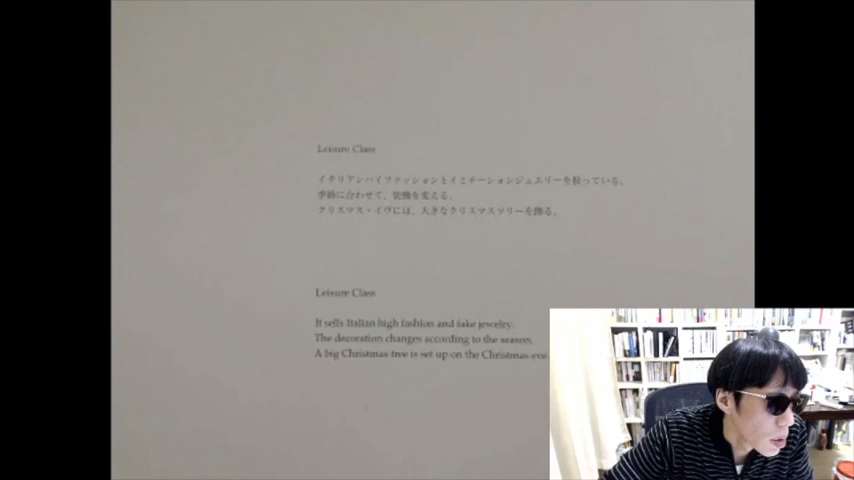 Leisure Class
イタリアンハイファッションとイミテーションジュエリーを扱っている。
季節に合わせて、装飾を変える。
クリスマス・イヴには、大きなクリスマスツリーを飾る。
Leisure Class
It sells Italian high fashion and fake jewelry.
The decoration changes according to the season.
A big Christmas tree is set up on the Christmas eve